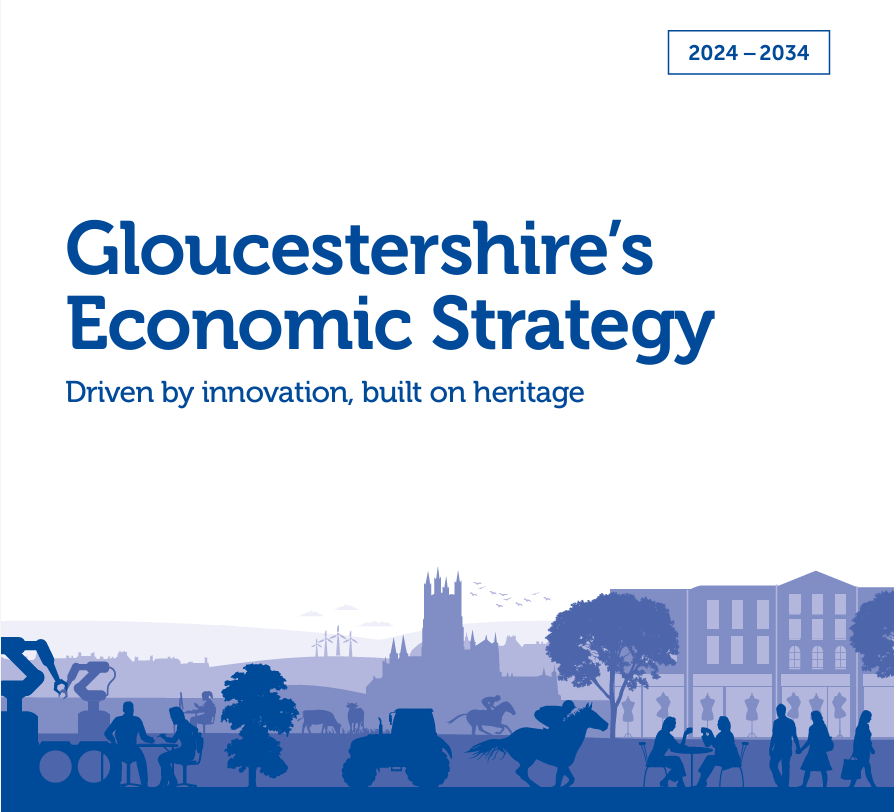 2024 – 2034
Gloucestershire’s
Economic Strategy
Driven by innovation, built on heritage